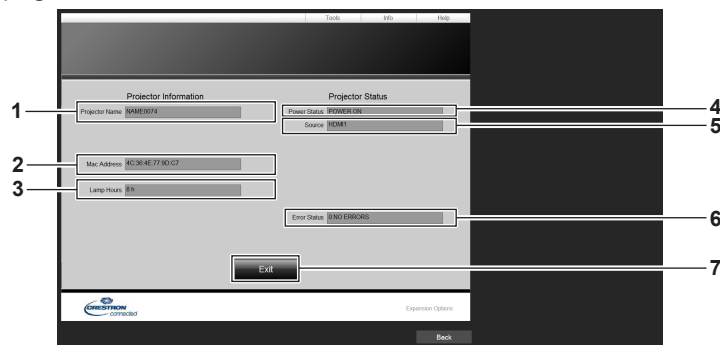 Tools Info Help
Projector Information Projector Status
1 Projector Name NAME0074 Power Status POWER ON 4
Source HDMI1 5
2 Mac Address 4C:36:4E:77:9D:C7
3 Lamp Hours 8 h
Error Status 0:NO ERRORS 6
Exit 7
CRESTRON connected Expansion Options
Back